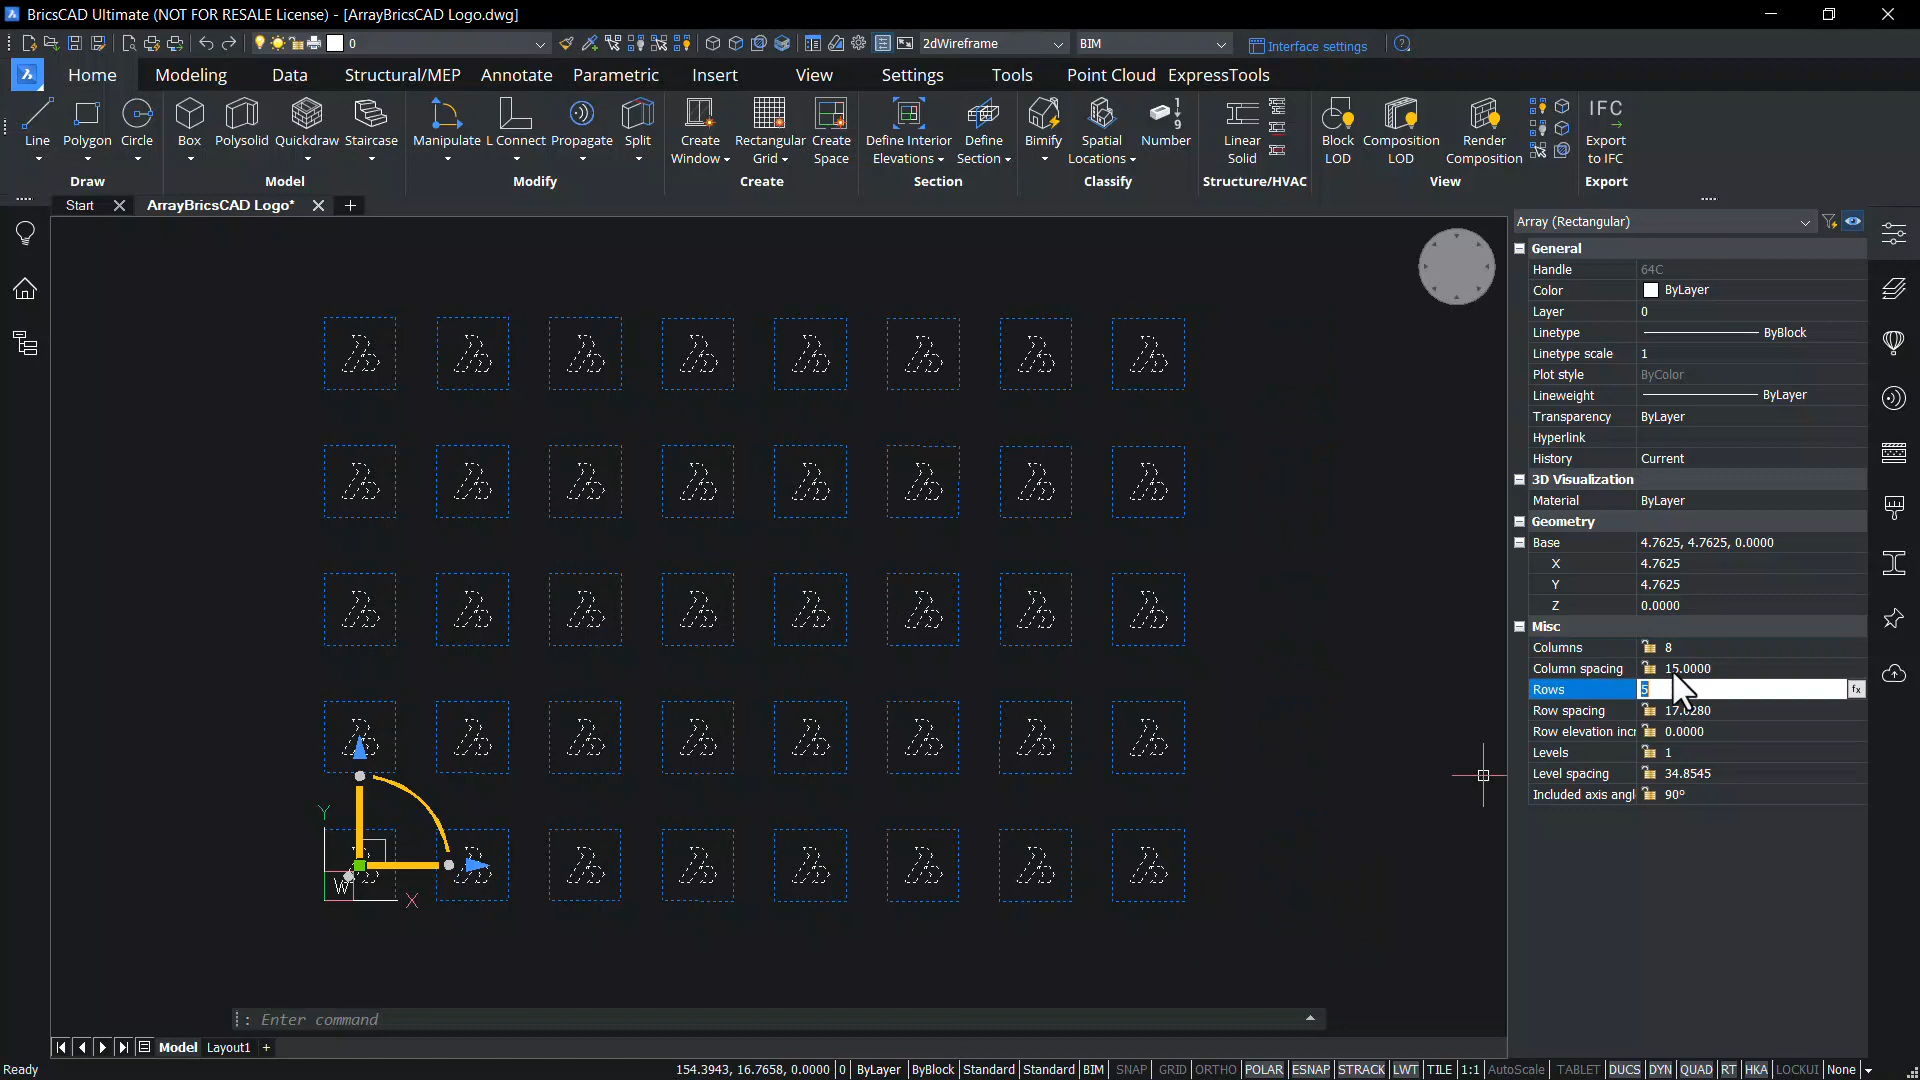 BricsCAD Ultimate (NOT FOR RESALE License) - [ArrayBricsCAD Logo.dwg]
0 2dWireframe BIM Interface settings
Home Modeling Data Structural/MEP Annotate Parametric Insert View Settings Tools Point Cloud ExpressTools
Line Polygon Circle Box Polysolid Quickdraw Staircase Manipulate L Connect Propagate Split Create Window Rectangular Grid Create Space Define Interior Elevations Define Section Bimify Spatial Locations Number Linear Solid Block LOD Composition LOD Render Composition IFC Export to IFC
Draw Model Modify Create Section Classify Structure/HVAC View Export
Start ArrayBricsCAD Logo*
Array (Rectangular)
General
Handle 64C
Color ByLayer
Layer 0
Linetype ByBlock
Linetype scale 1
Plot style ByColor
Lineweight ByLayer
Transparency ByLayer
Hyperlink
History Current
3D Visualization
Material ByLayer
Geometry
Base 4.7625, 4.7625, 0.0000
X 4.7625
Y 4.7625
Z 0.0000
Misc
Columns 8
Column spacing 15.0000
Rows 5
Row spacing
Row elevation incr 0.0000
Levels 1
Level spacing 34.8545
Included axis angl 90º
Y
W
X
: Enter command
Model Layout1 +
Ready 154.3943, 16.7658, 0.0000 0 ByLayer ByBlock Standard Standard BIM SNAP GRID ORTHO POLAR ESNAP STRACK LWT TILE 1:1 AutoScale TABLET DUCS DYN QUAD RT HKA LOCKUI None